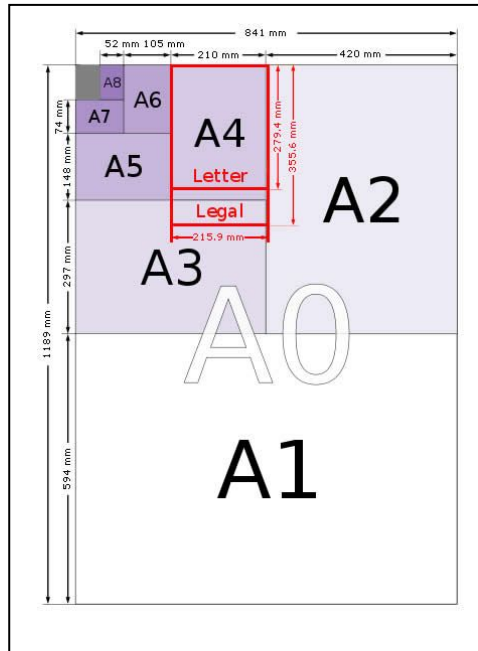 841 mm
52 mm 105 mm
210 mm
420 mm
A8
A6
A7
74 mm
A4
279.4 mm
355.6 mm
A5
148 mm
Letter
Legal
215.9 mm
A2
A3
297 mm
A0
1189 mm
A1
594 mm